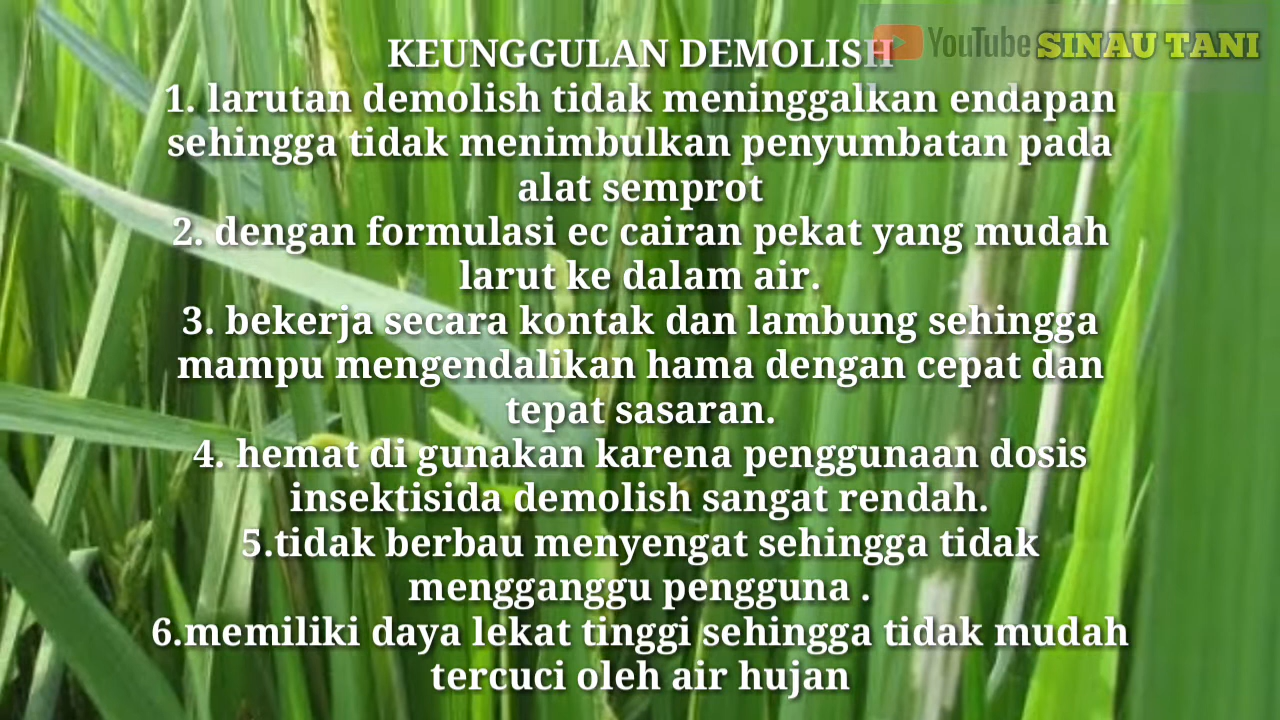 YouTube SINAU TANI
KEUNGGULAN DEMOLISH
1. larutan demolish tidak meninggalkan endapan
sehingga tidak menimbulkan penyumbatan pada
alat semprot
2. dengan formulasi ec cairan pekat yang mudah
larut ke dalam air.
3. bekerja secara kontak dan lambung sehingga
mampu mengendalikan hama dengan cepat dan
tepat sasaran.
4. hemat di gunakan karena penggunaan dosis
insektisida demolish sangat rendah.
5.tidak berbau menyengat sehingga tidak
mengganggu pengguna .
6.memiliki daya lekat tinggi sehingga tidak mudah
tercuci oleh air hujan